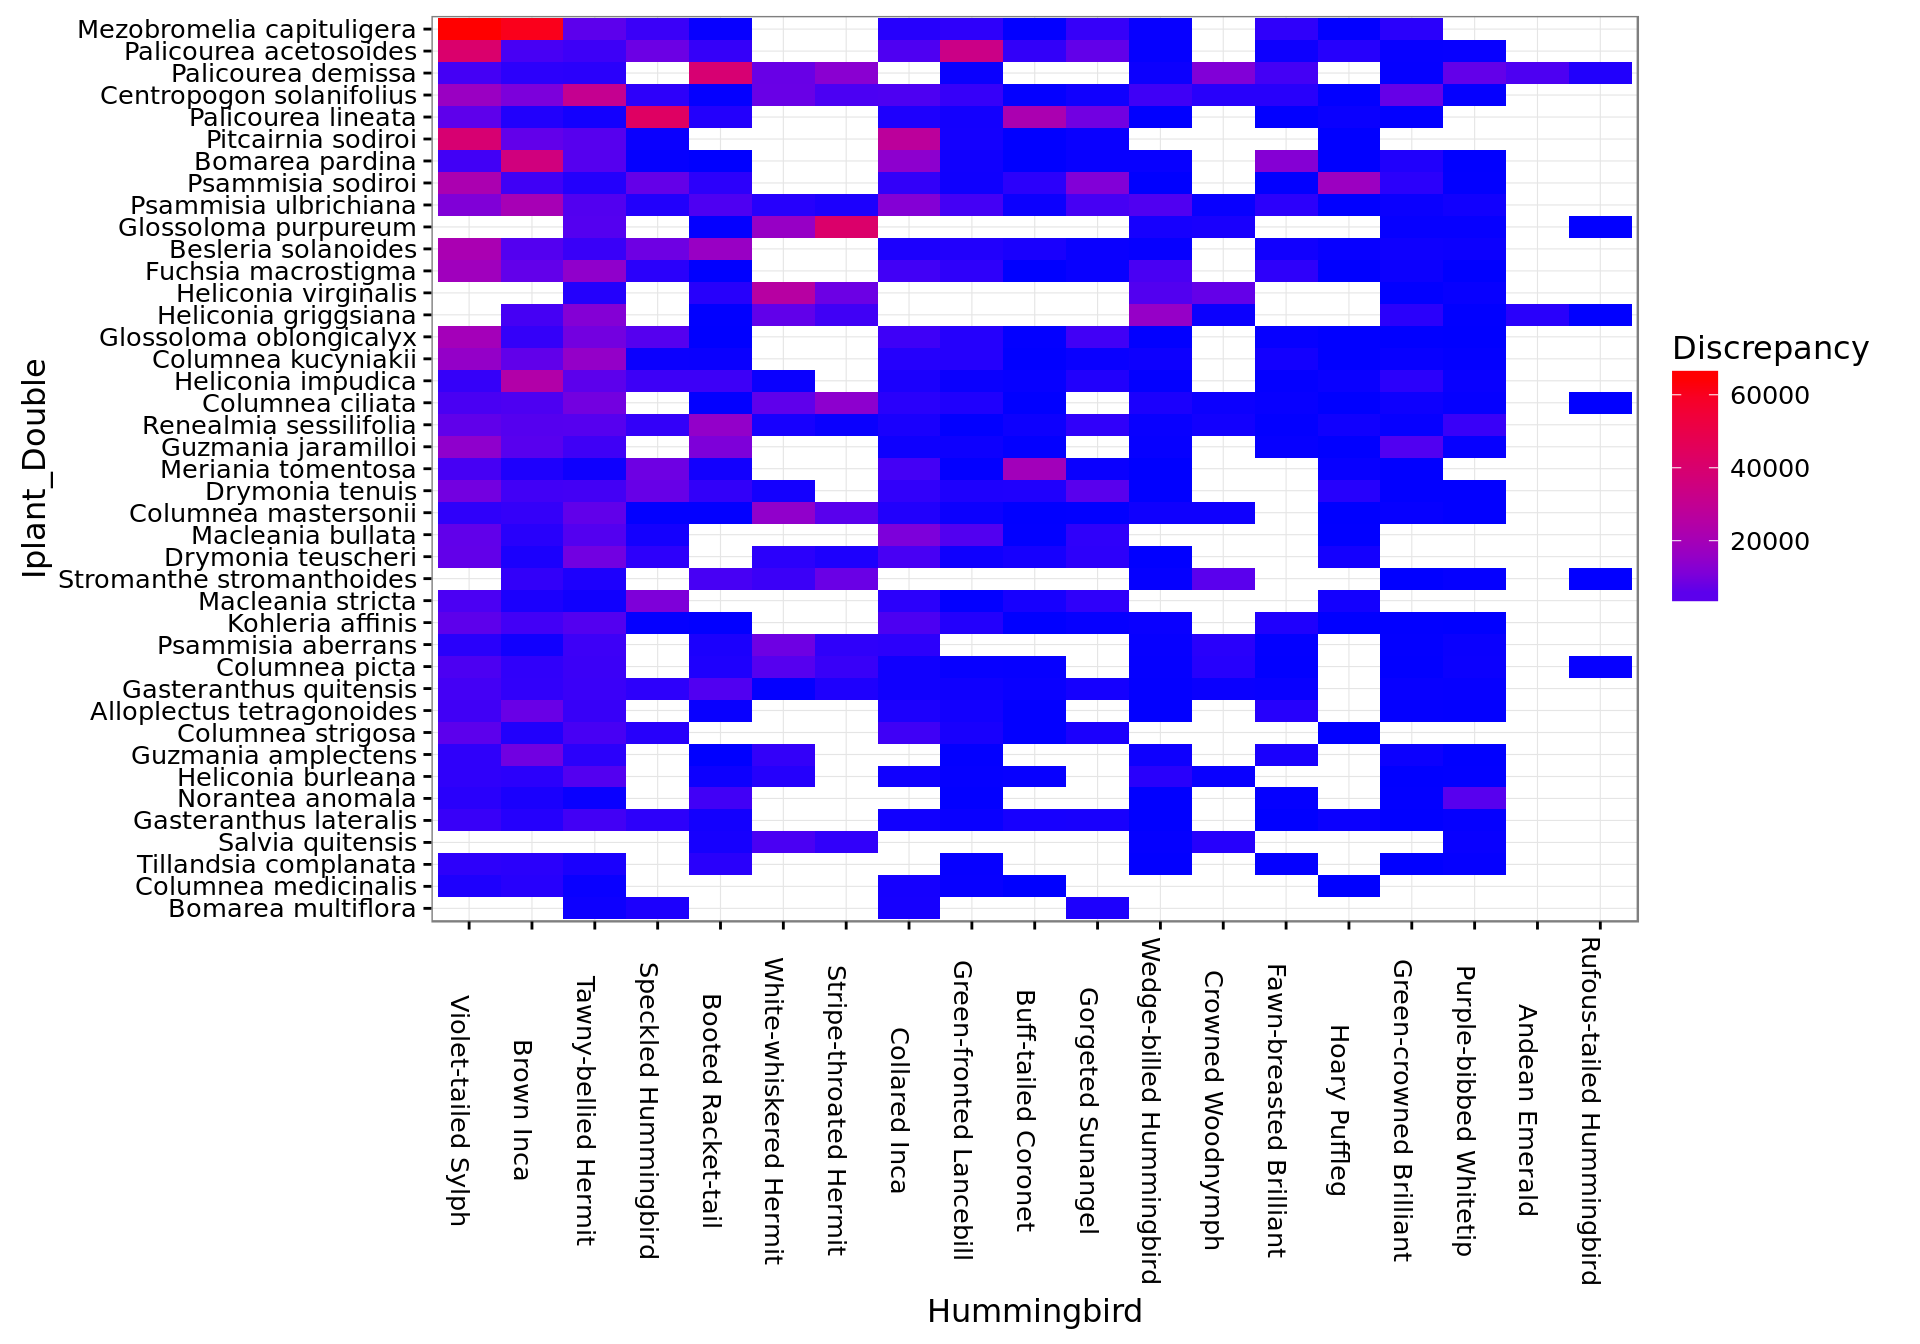 Mezobromelia capituligera
Palicourea acetosoides
Palicourea demissa
Centropogon solanifolius
Palicourea lineata
Pitcairnia sodiroi
Bomarea pardina
Psammisia sodiroi
Psammisia ulbrichiana
Glossoloma purpureum
Besleria solanoides
Fuchsia macrostigma
Heliconia virginalis
Heliconia griggsiana
Glossoloma oblongicalyx
Columnea kucyniakii
Heliconia impudica
Columnea ciliata
Renealmia sessilifolia
Guzmania jaramilloi
Meriania tomentosa
Drymonia tenuis
Columnea mastersonii
Macleania bullata
Drymonia teuscheri
Stromanthe stromanthoides
Macleania stricta
Kohleria affinis
Psammisia aberrans
Columnea picta
Gasteranthus quitensis
Alloplectus tetragonoides
Columnea strigosa
Guzmania amplectens
Heliconia burleana
Norantea anomala
Gasteranthus lateralis
Salvia quitensis
Tillandsia complanata
Columnea medicinalis
Bomarea multiflora
Iplant_Double
Violet-tailed Sylph
Brown Inca
Tawny-bellied Hermit
Speckled Hummingbird
Booted Racket-tail
White-whiskered Hermit
Stripe-throated Hermit
Collared Inca
Green-fronted Lancebill
Buff-tailed Coronet
Gorgeted Sunangel
Wedge-billed Hummingbird
Crowned Woodnymph
Fawn-breasted Brilliant
Hoary Puffleg
Green-crowned Brilliant
Purple-bibbed Whitetip
Andean Emerald
Rufous-tailed Hummingbird
Hummingbird
Discrepancy
60000
40000
20000